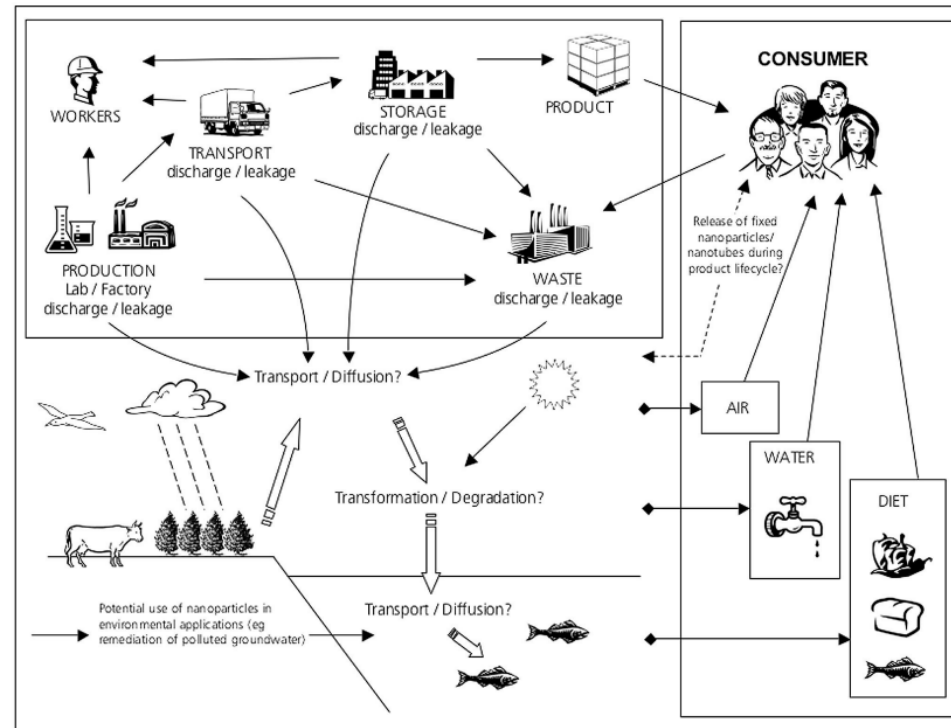 WORKERS
TRANSPORT
discharge / leakage
STORAGE
discharge / leakage
PRODUCT
CONSUMER
PRODUCTION
Lab / Factory
discharge / leakage
WASTE
discharge / leakage
Release of fixed
nanoparticles/
nanotubes during
product lifecycle?
Transport / Diffusion?
AIR
WATER
Transformation / Degradation?
DIET
Potential use of nanoparticles in
environmental applications (eg
remediation of polluted groundwater)
Transport / Diffusion?